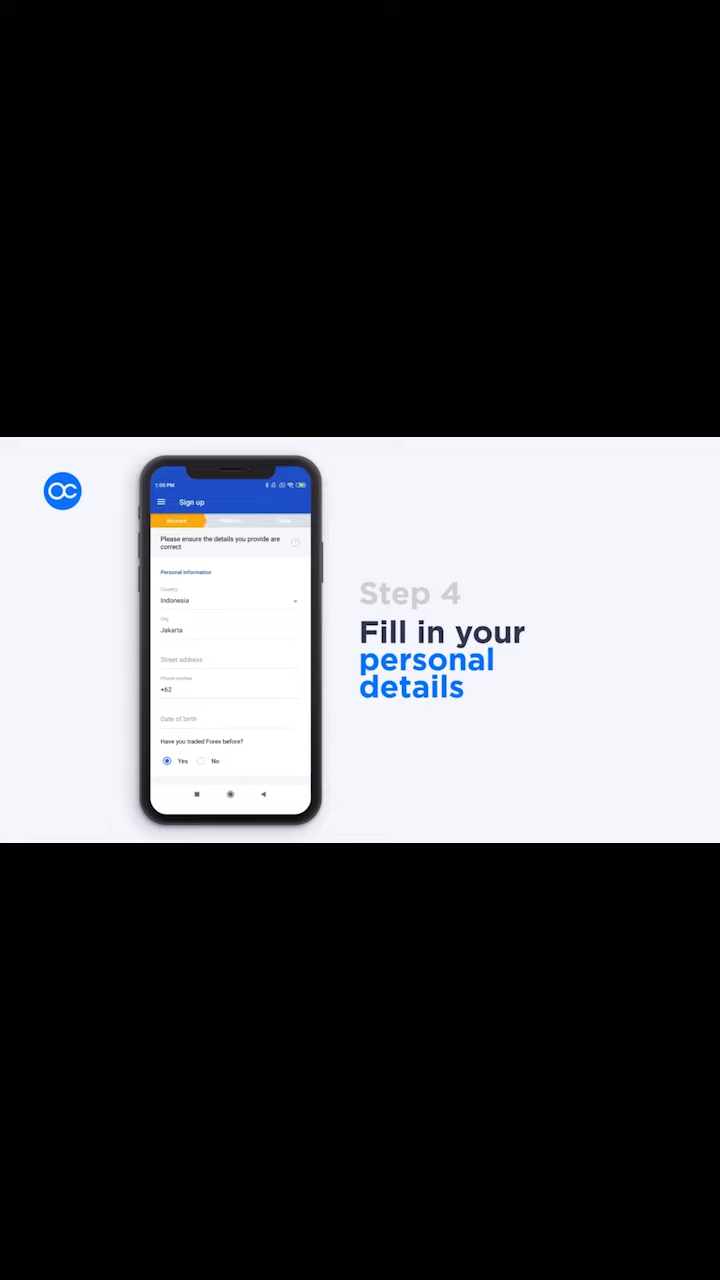 1:00 PM
Sign up
Account
Please ensure the details you provide are
correct
Personal information
Country
Indonesia
City
Jakarta
Street address
Phone number
+62
Date of birth
Have you traded Forex before?
Yes
No
Step 4
Fill in your
personal
details